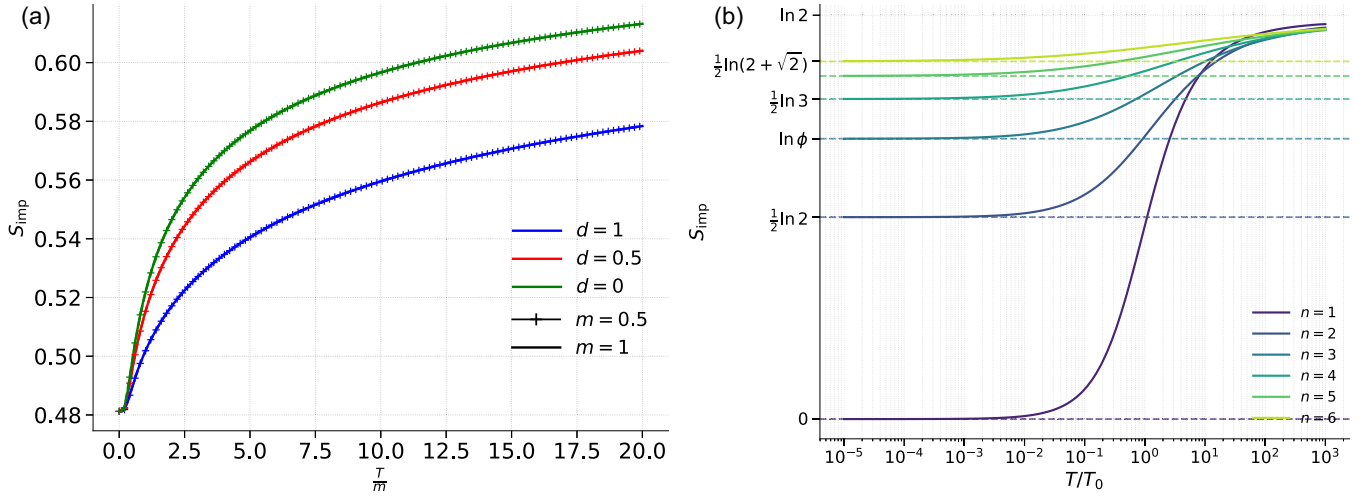 (a)
0.60
0.58
0.56
0.54
0.52
0.50
0.48
S_imp
d = 1
d = 0.5
d = 0
m = 0.5
m = 1
0.0 2.5 5.0 7.5 10.0 12.5 15.0 17.5 20.0
T/m
(b)
ln 2
½ ln(2 + √2)
½ ln 3
ln ϕ
½ ln 2
0
S_imp
n = 1
n = 2
n = 3
n = 4
n = 5
n = 6
10⁻⁵ 10⁻⁴ 10⁻³ 10⁻² 10⁻¹ 10⁰ 10¹ 10² 10³
T/T₀